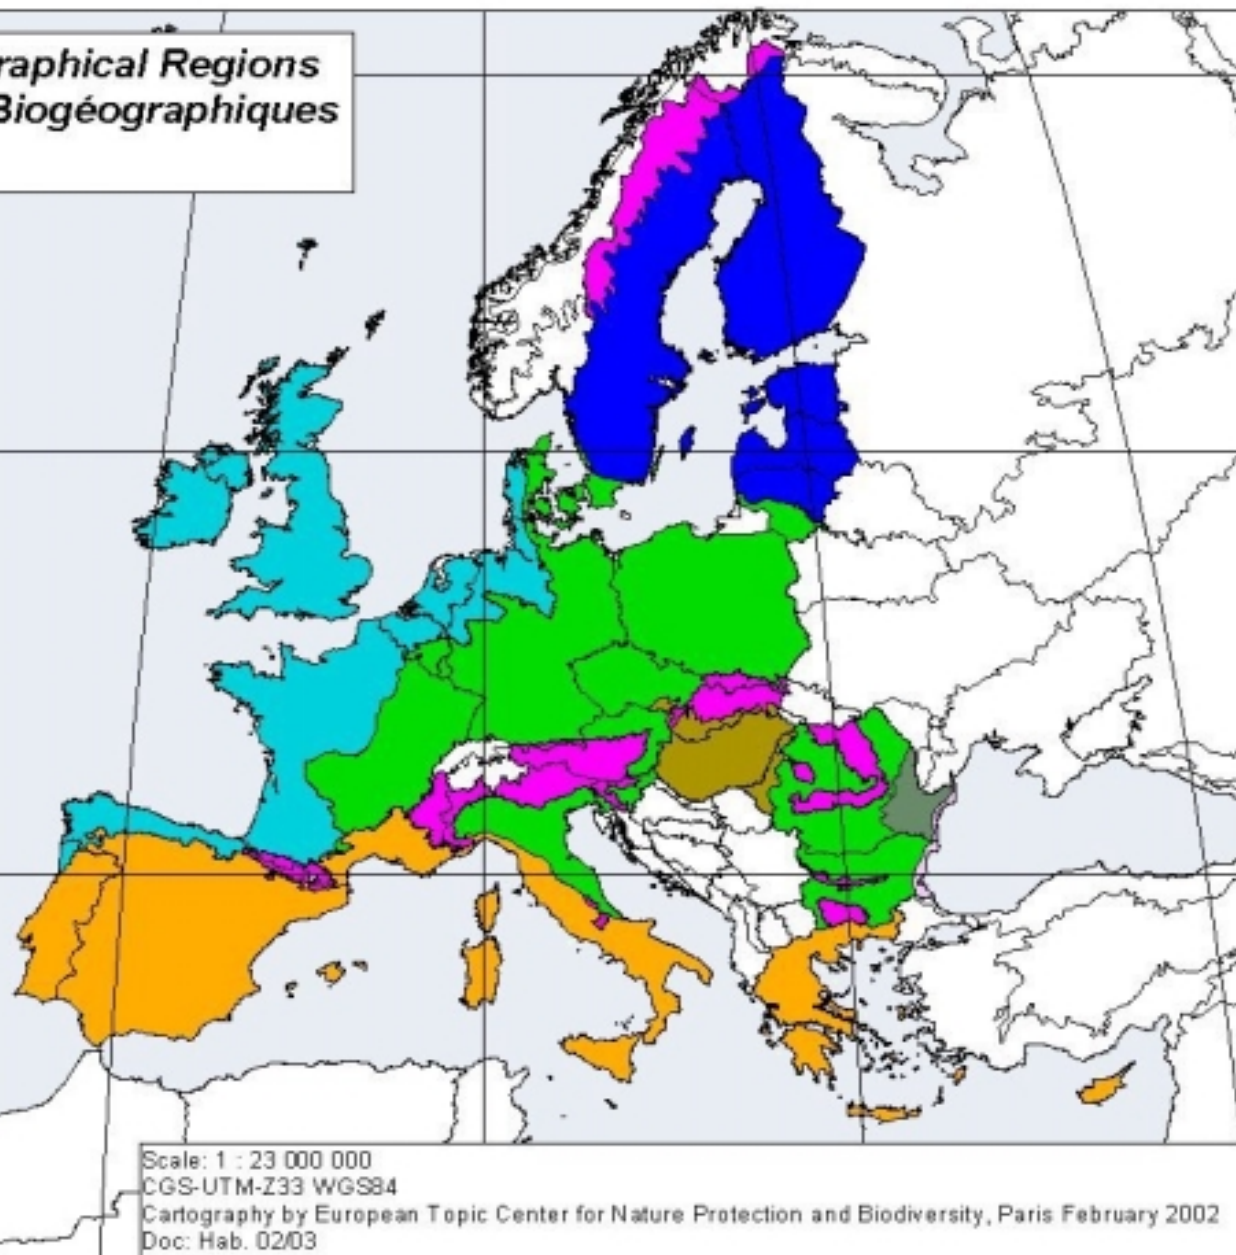 raphical Regions
Biogéographiques
Scale: 1 : 23 000 000
CGS-UTM-Z33 WGS84
Cartography by European Topic Center for Nature Protection and Biodiversity, Paris February 2002
Doc: Hab. 02/03